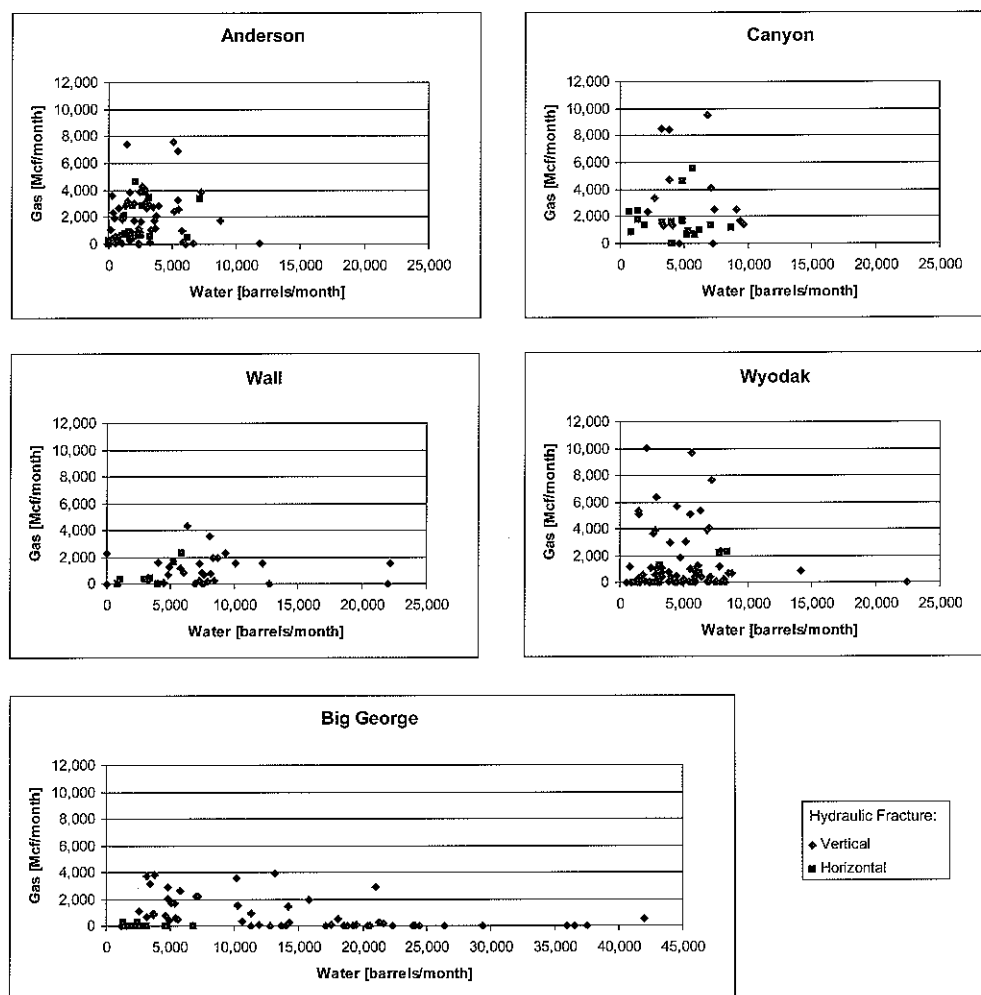 Anderson
Gas [Mcf/month]
12,000
10,000
8,000
6,000
4,000
2,000
0
0 5,000 10,000 15,000 20,000 25,000
Water [barrels/month]
Canyon
Gas [Mcf/month]
12,000
10,000
8,000
6,000
4,000
2,000
0
0 5,000 10,000 15,000 20,000 25,000
Water [barrels/month]
Wall
Gas [Mcf/month]
12,000
10,000
8,000
6,000
4,000
2,000
0
0 5,000 10,000 15,000 20,000 25,000
Water [barrels/month]
Wyodak
Gas [Mcf/month]
12,000
10,000
8,000
6,000
4,000
2,000
0
0 5,000 10,000 15,000 20,000 25,000
Water [barrels/month]
Big George
Gas [Mcf/month]
12,000
10,000
8,000
6,000
4,000
2,000
0
0 5,000 10,000 15,000 20,000 25,000 30,000 35,000 40,000 45,000
Water [barrels/month]
Hydraulic Fracture:
Vertical
Horizontal